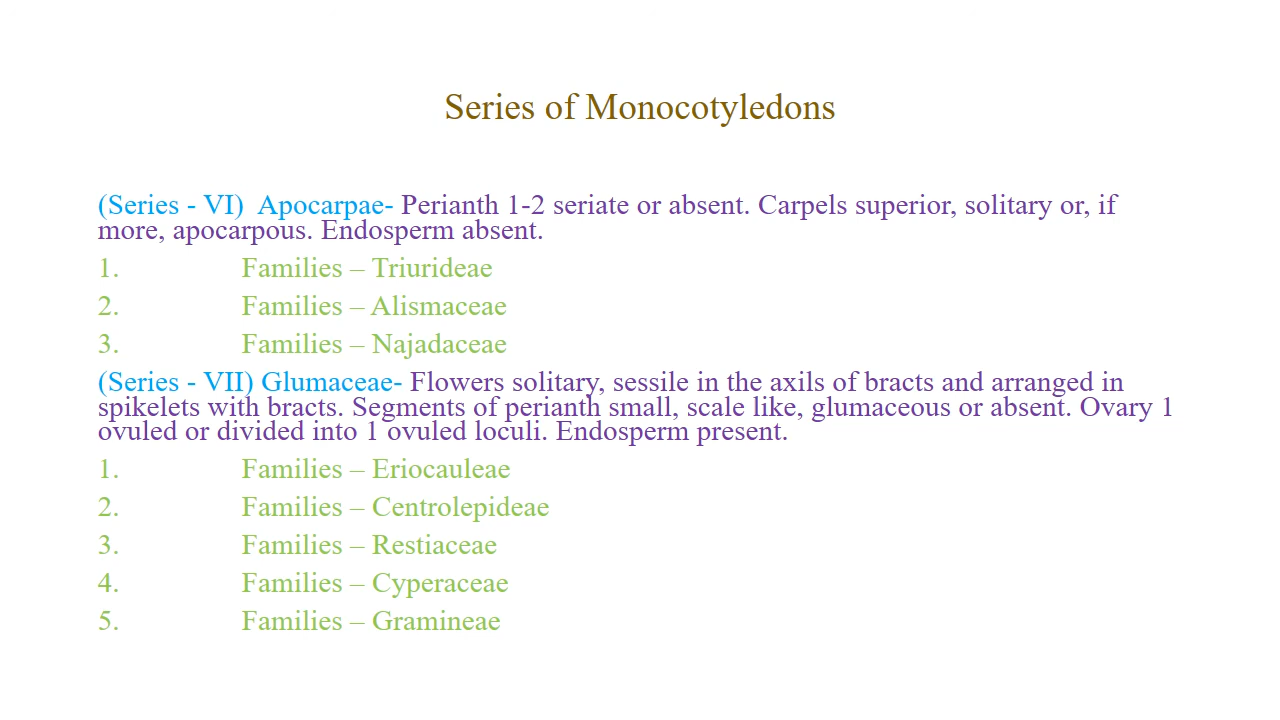 Series of Monocotyledons
(Series - VI)  Apocarpae- Perianth 1-2 seriate or absent. Carpels superior, solitary or, if
more, apocarpous. Endosperm absent.
1. Families – Triurideae
2. Families – Alismaceae
3. Families – Najadaceae
(Series - VII) Glumaceae- Flowers solitary, sessile in the axils of bracts and arranged in
spikelets with bracts. Segments of perianth small, scale like, glumaceous or absent. Ovary 1
ovuled or divided into 1 ovuled loculi. Endosperm present.
1. Families – Eriocauleae
2. Families – Centrolepideae
3. Families – Restiaceae
4. Families – Cyperaceae
5. Families – Gramineae